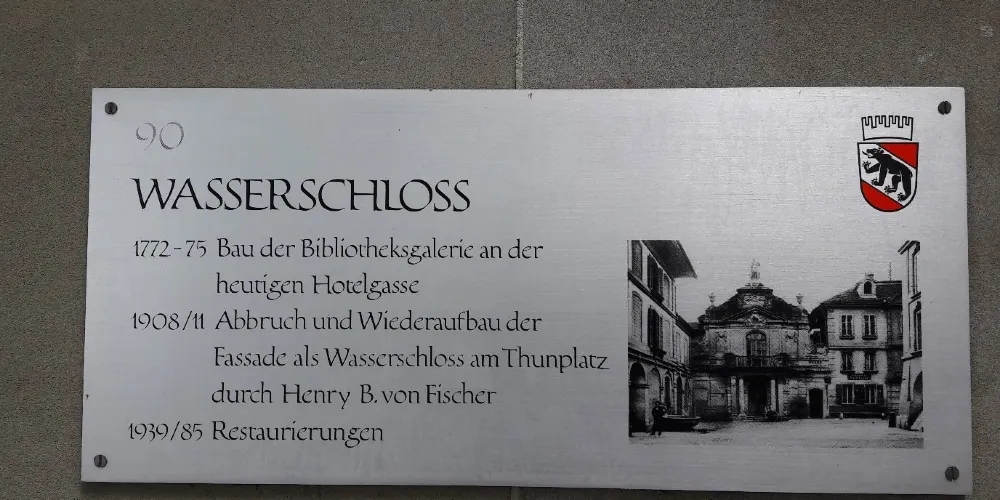 90
WASSERSCHLOSS
1772-75 Bau der Bibliotheksgalerie an der
heutigen Hotelgasse
1908/11 Abbruch und Wiederaufbau der
Fassade als Wasserschloss am Thunplatz
durch Henry B. von Fischer
1939/85 Restaurierungen